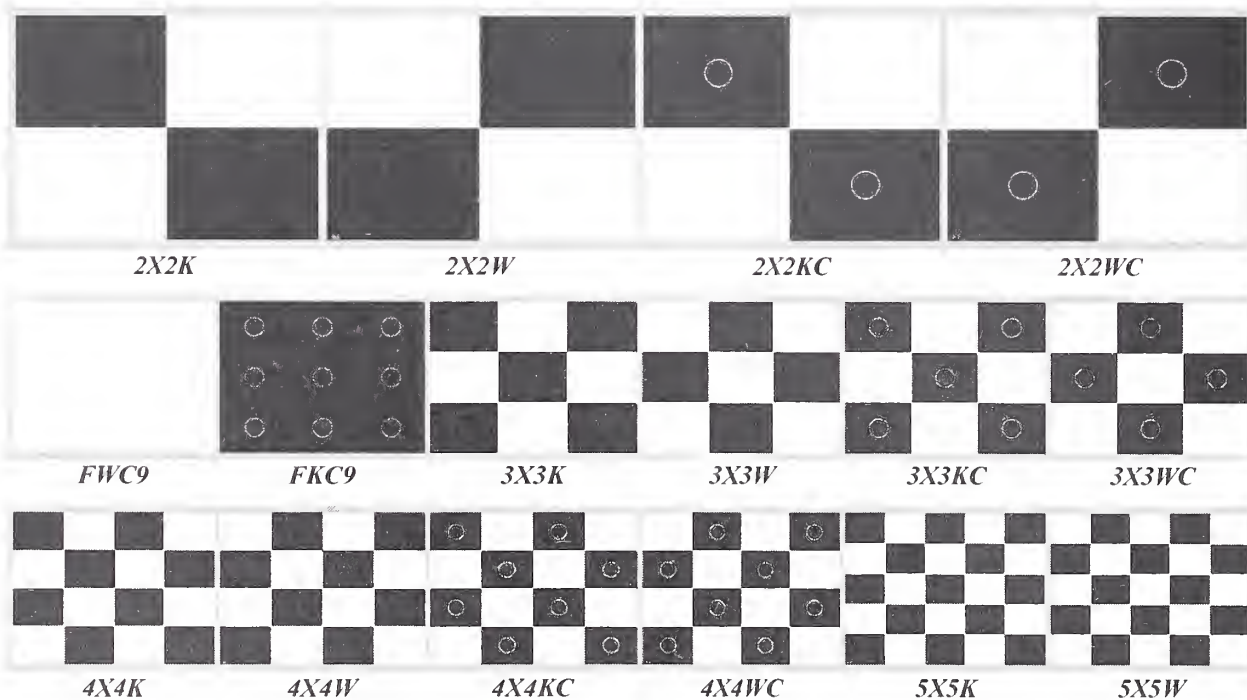 2X2K 2X2W 2X2KC 2X2WC
FWC9 FKC9 3X3K 3X3W 3X3KC 3X3WC
4X4K 4X4W 4X4KC 4X4WC 5X5K 5X5W